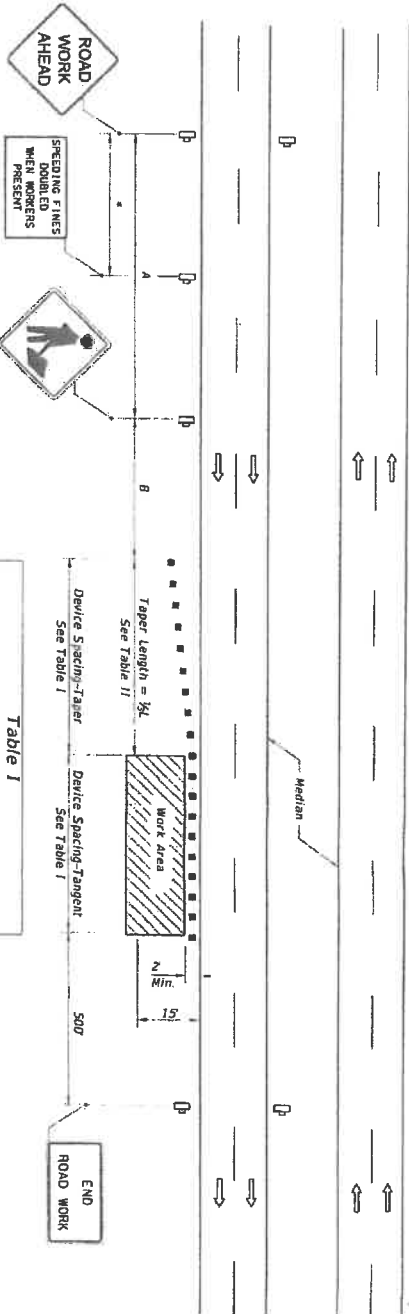 ROAD
WORK
AHEAD
SPEEDING FINES
DOUBLED
WHEN WORKERS
PRESENT
*
A
B
Taper Length = ⅓L
See Table II
Device Spacing-Taper
See Table I
Device Spacing-Tangent
See Table I
Work Area
Median
2'
Min.
15'
500'
END
ROAD WORK
Table I